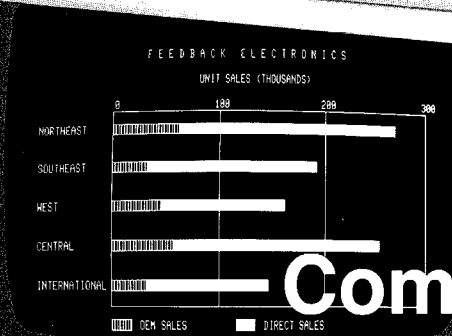 FEEDBACK ELECTRONICS
UNIT SALES (THOUSANDS)
0 100 200 300
NORTHEAST
SOUTHEAST
WEST
CENTRAL
INTERNATIONAL
Com
OEM SALES DIRECT SALES